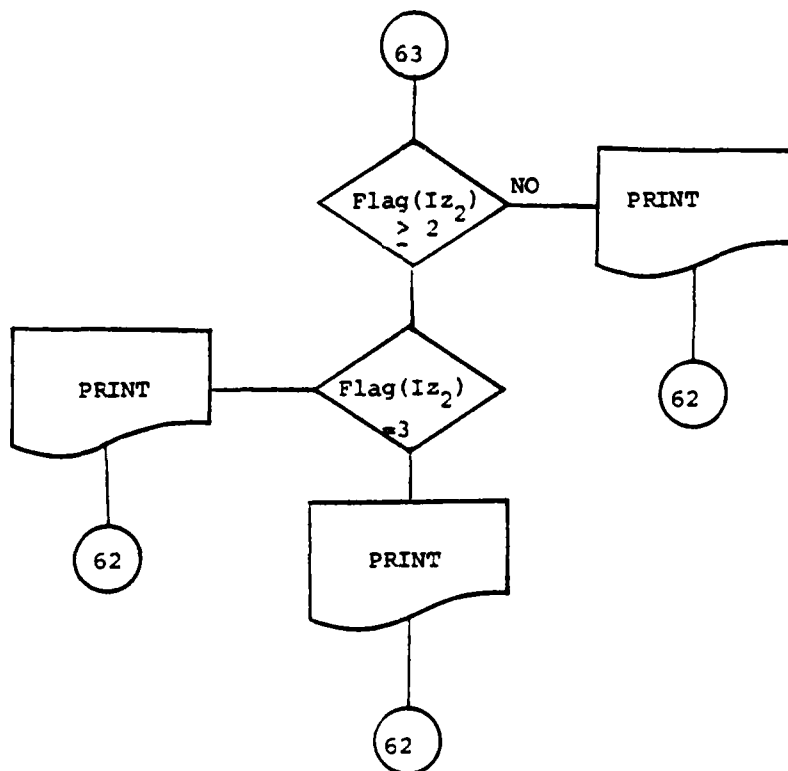 63
Flag(Iz₂)
≥ 2
NO
PRINT
PRINT
Flag(Iz₂)
=3
62
PRINT
62
62